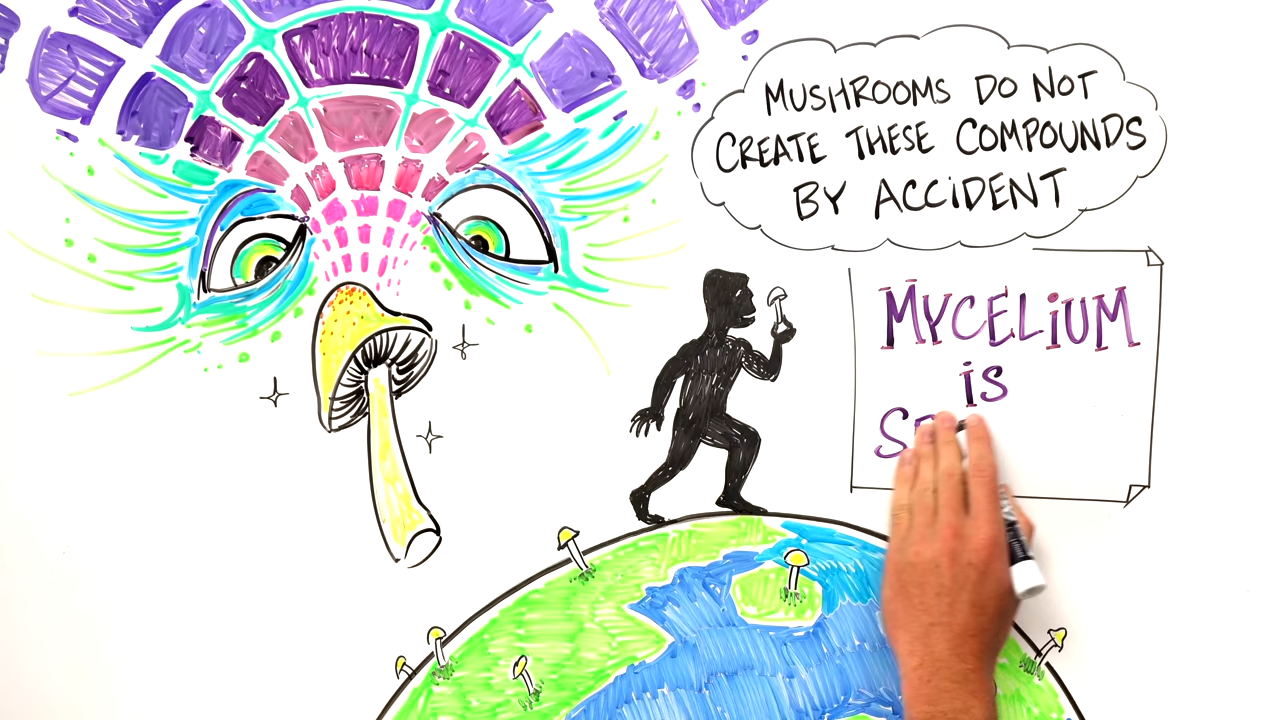 MUSHROOMS DO NOT
CREATE THESE COMPOUNDS
BY ACCIDENT
MYCELIUM
is